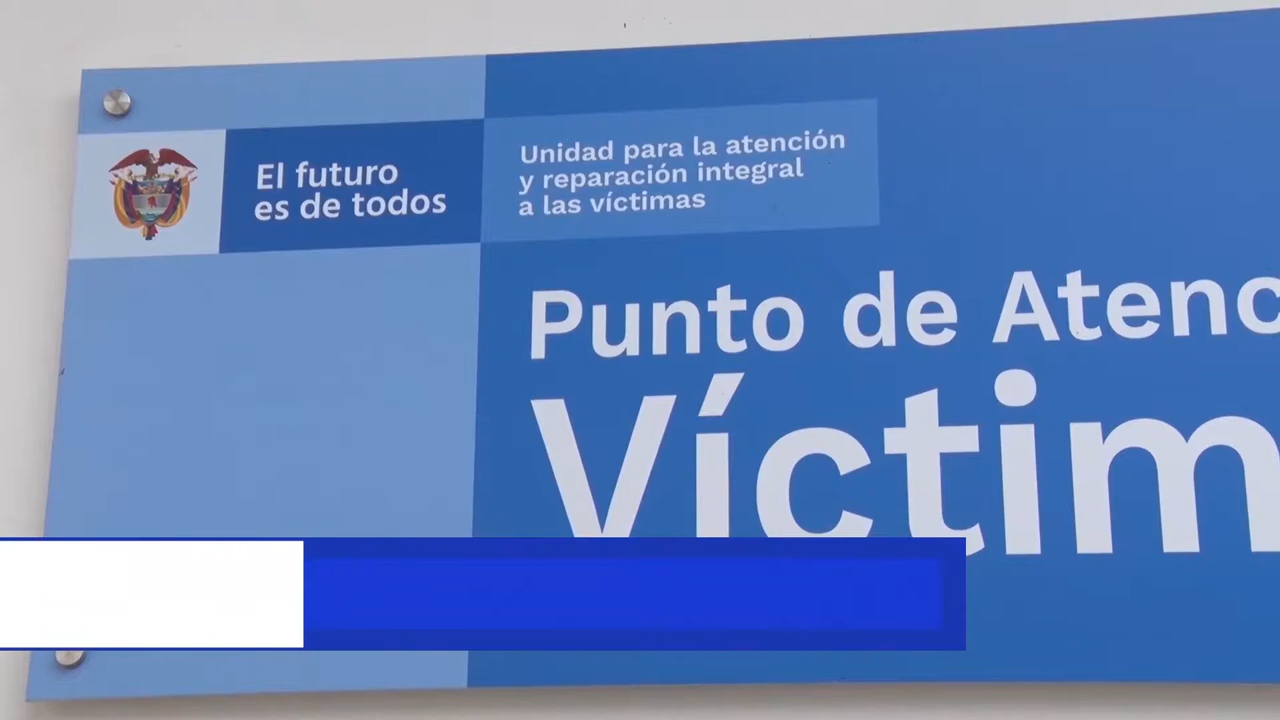 El futuro
es de todos
Unidad para la atención
y reparación integral
a las víctimas
Punto de Atenc
Víctim